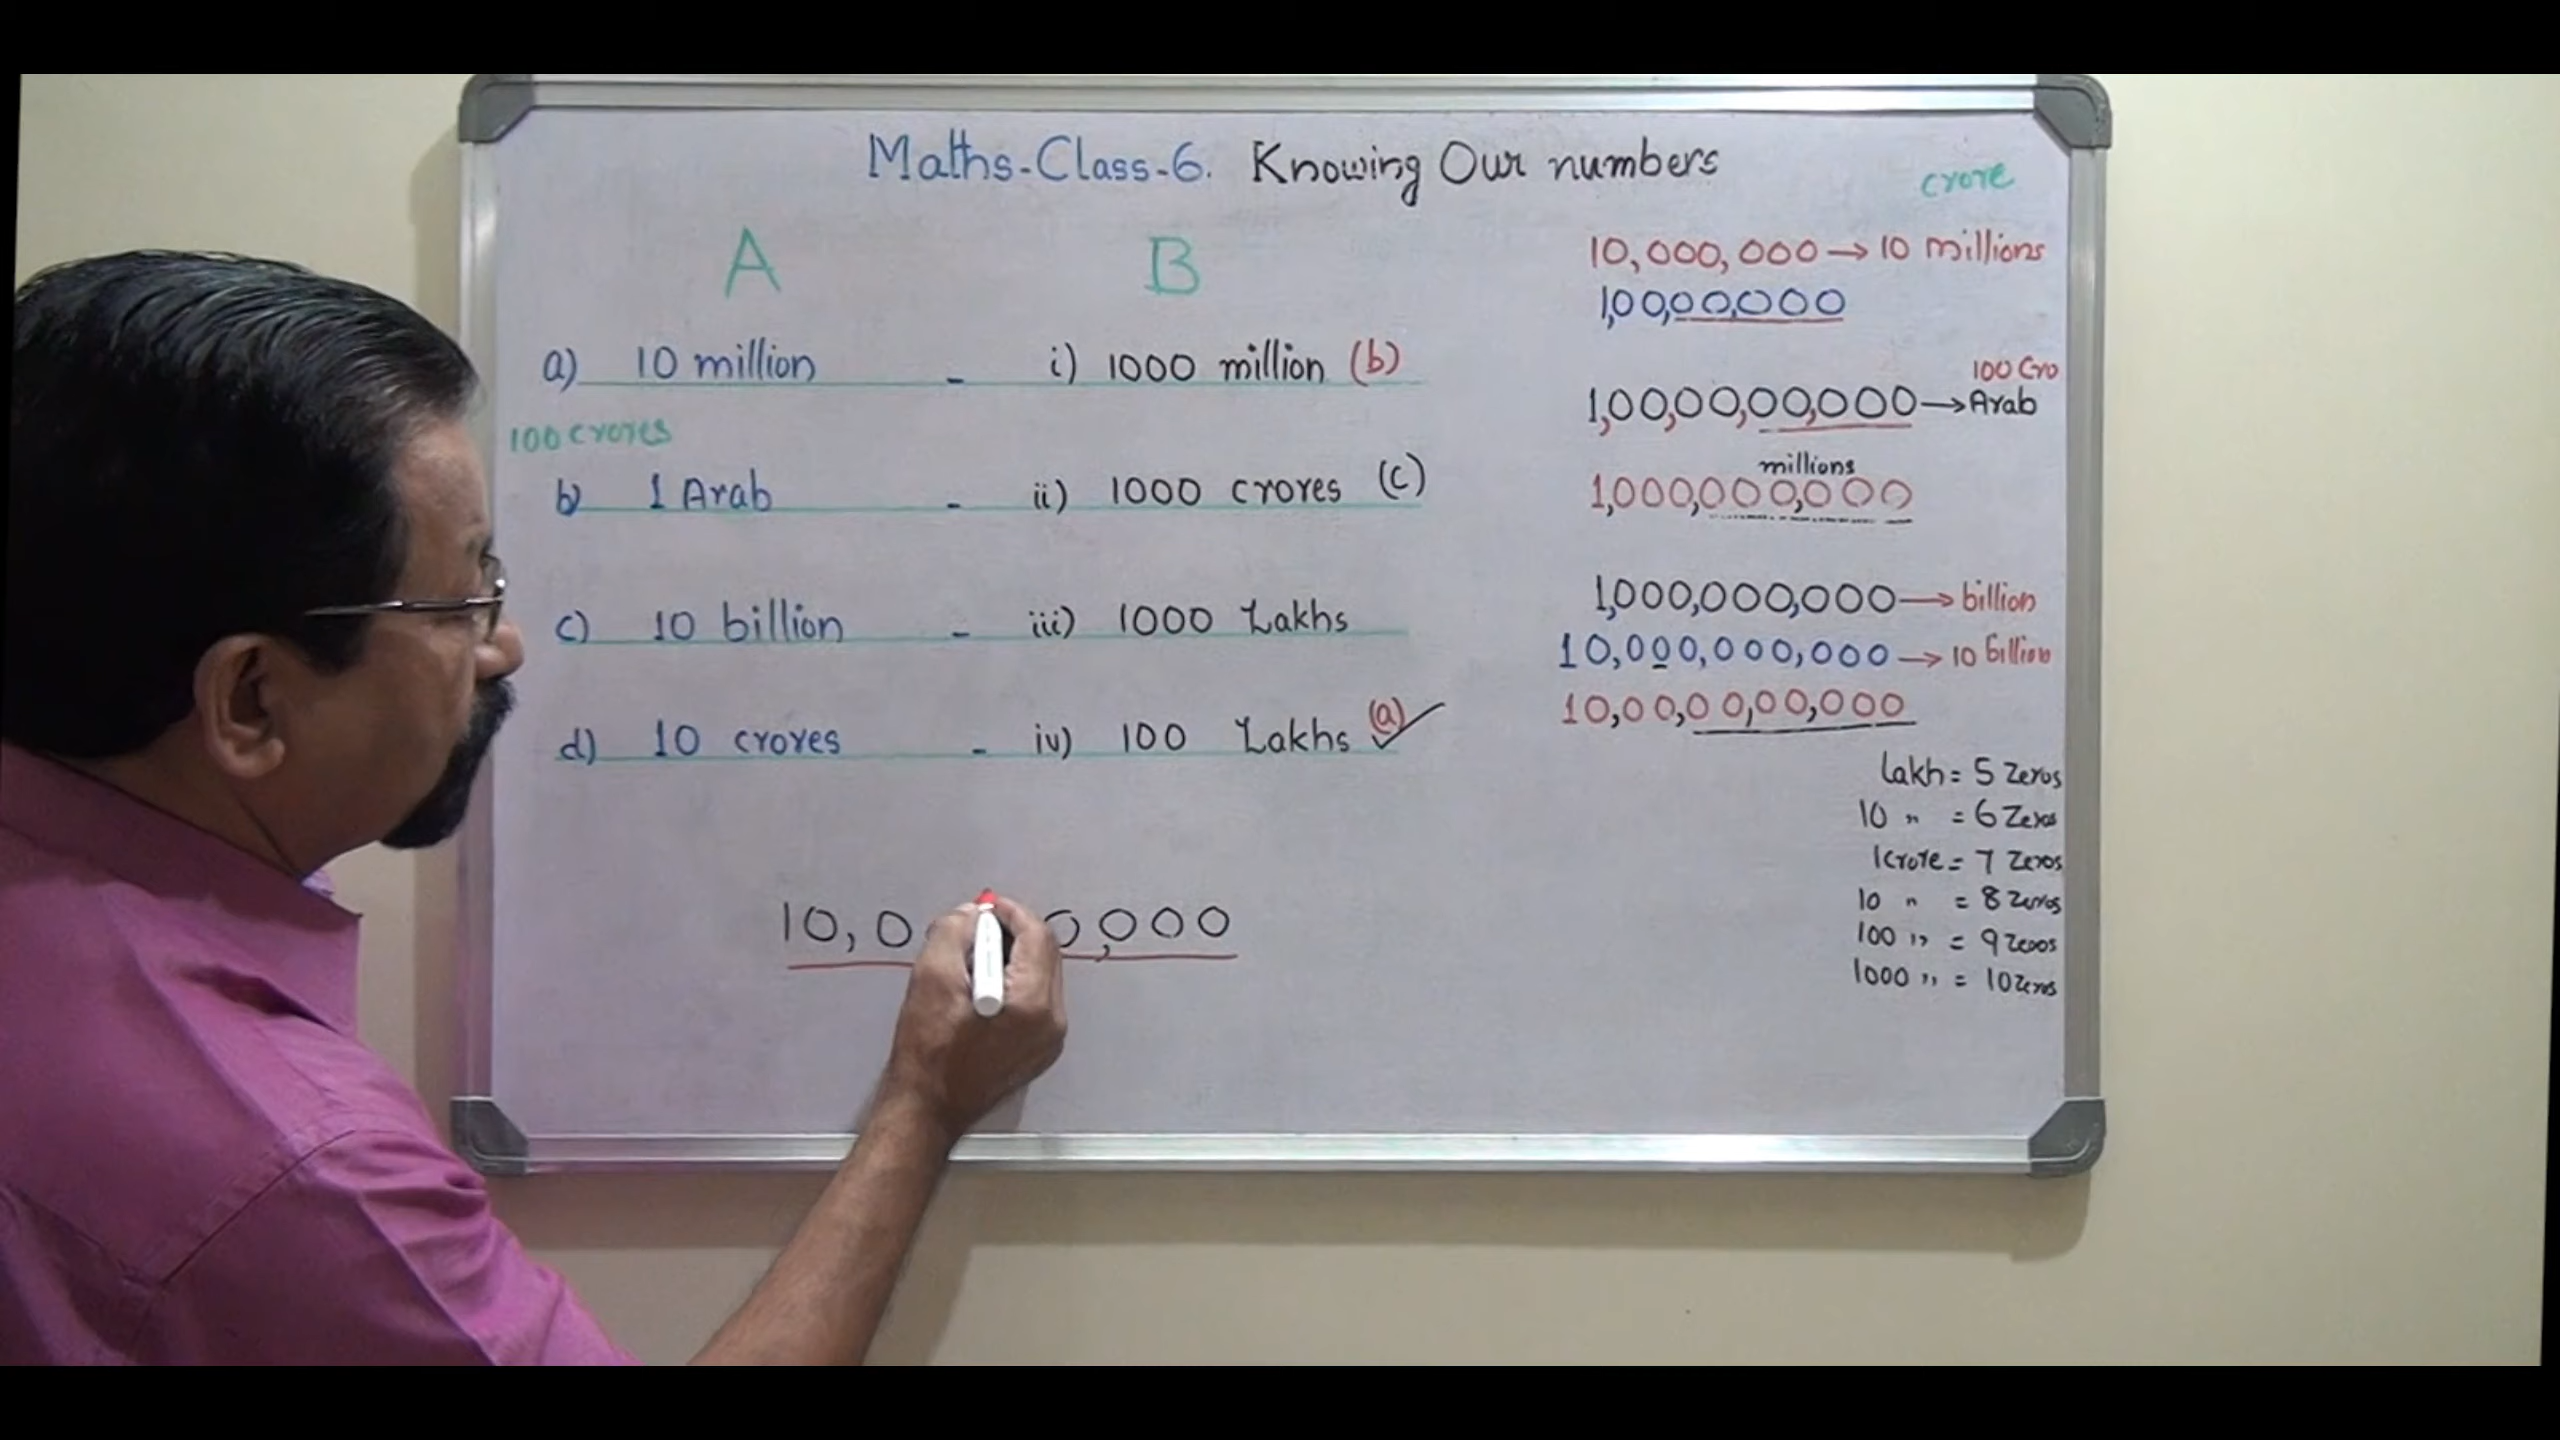 Maths-Class-6. Knowing Our numbers
A B
a) 10 million - i) 1000 million (b)
100 crores
b) 1 Arab - ii) 1000 crores (c)
c) 10 billion - iii) 1000 Lakhs
d) 10 crores - iv) 100 Lakhs (a) ✓
crore
10,000,000 → 10 millions
1,00,00,000
100 Cro
1,00,00,00,000 → Arab
millions
1,000,000,000
1,000,000,000 → billion
10,000,000,000 → 10 billion
10,00,00,00,000
Lakh = 5 Zeros
10 " = 6 Zeros
1 crore = 7 Zeros
10 " = 8 Zeros
100 " = 9 Zeros
1000 " = 10 Zeros
10,0 0,000